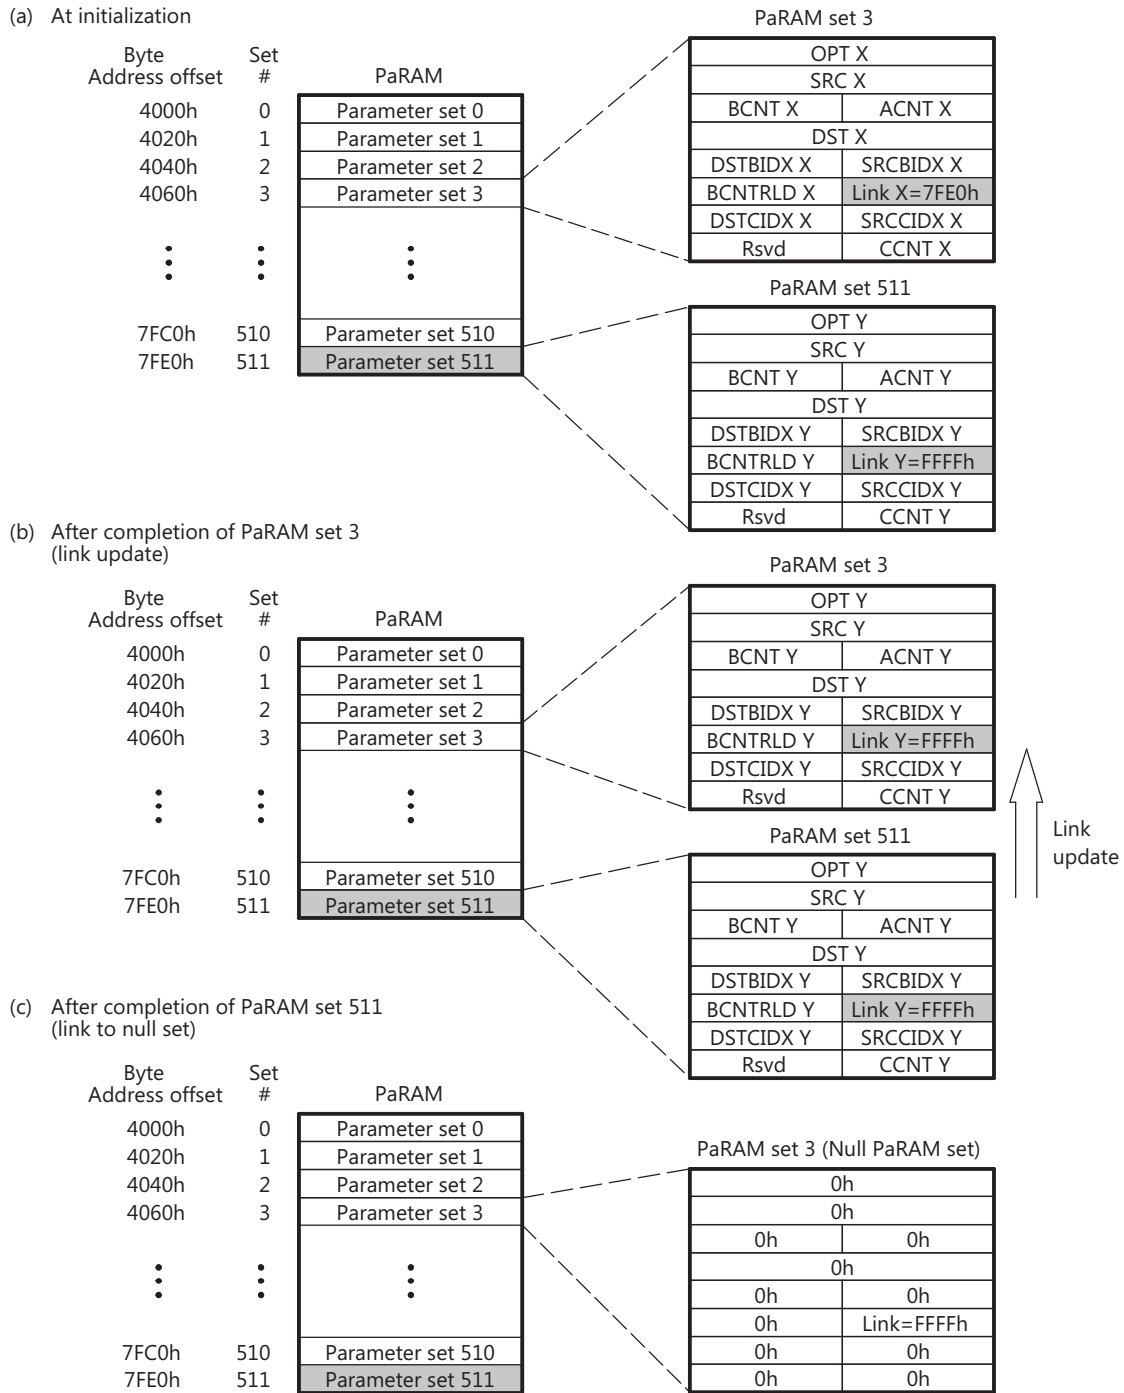 (a) At initialization
Byte Address offset
Set #
PaRAM
4000h 0 Parameter set 0
4020h 1 Parameter set 1
4040h 2 Parameter set 2
4060h 3 Parameter set 3
7FC0h 510 Parameter set 510
7FE0h 511 Parameter set 511
PaRAM set 3
OPT X
SRC X
BCNT X ACNT X
DST X
DSTBIDX X SRCBIDX X
BCNTRLD X Link X=7FE0h
DSTCIDX X SRCCIDX X
Rsvd CCNT X
PaRAM set 511
OPT Y
SRC Y
BCNT Y ACNT Y
DST Y
DSTBIDX Y SRCBIDX Y
BCNTRLD Y Link Y=FFFFh
DSTCIDX Y SRCCIDX Y
Rsvd CCNT Y
(b) After completion of PaRAM set 3
(link update)
Byte Address offset
Set #
PaRAM
4000h 0 Parameter set 0
4020h 1 Parameter set 1
4040h 2 Parameter set 2
4060h 3 Parameter set 3
7FC0h 510 Parameter set 510
7FE0h 511 Parameter set 511
PaRAM set 3
OPT Y
SRC Y
BCNT Y ACNT Y
DST Y
DSTBIDX Y SRCBIDX Y
BCNTRLD Y Link Y=FFFFh
DSTCIDX Y SRCCIDX Y
Rsvd CCNT Y
Link
update
PaRAM set 511
OPT Y
SRC Y
BCNT Y ACNT Y
DST Y
DSTBIDX Y SRCBIDX Y
BCNTRLD Y Link Y=FFFFh
DSTCIDX Y SRCCIDX Y
Rsvd CCNT Y
(c) After completion of PaRAM set 511
(link to null set)
Byte Address offset
Set #
PaRAM
4000h 0 Parameter set 0
4020h 1 Parameter set 1
4040h 2 Parameter set 2
4060h 3 Parameter set 3
7FC0h 510 Parameter set 510
7FE0h 511 Parameter set 511
PaRAM set 3 (Null PaRAM set)
0h
0h
0h 0h
0h
0h 0h
0h Link=FFFFh
0h 0h
0h 0h